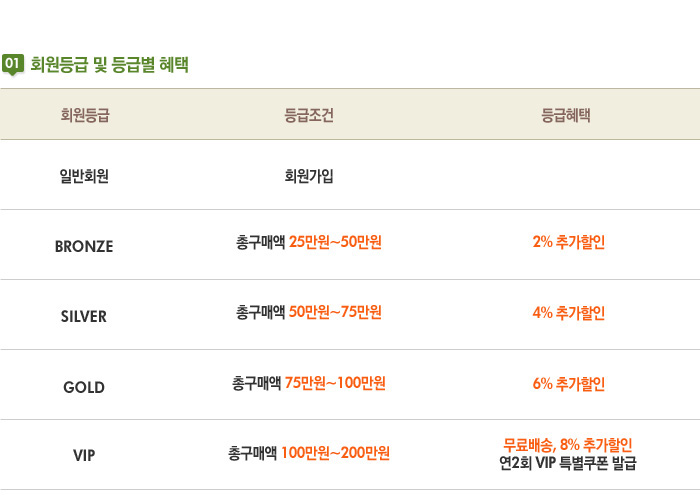 01 회원등급 및 등급별 혜택
회원등급 등급조건 등급혜택
일반회원 회원가입
BRONZE 총구매액 25만원~50만원 2% 추가할인
SILVER 총구매액 50만원~75만원 4% 추가할인
GOLD 총구매액 75만원~100만원 6% 추가할인
VIP 총구매액 100만원~200만원 무료배송, 8% 추가할인
연2회 VIP 특별쿠폰 발급